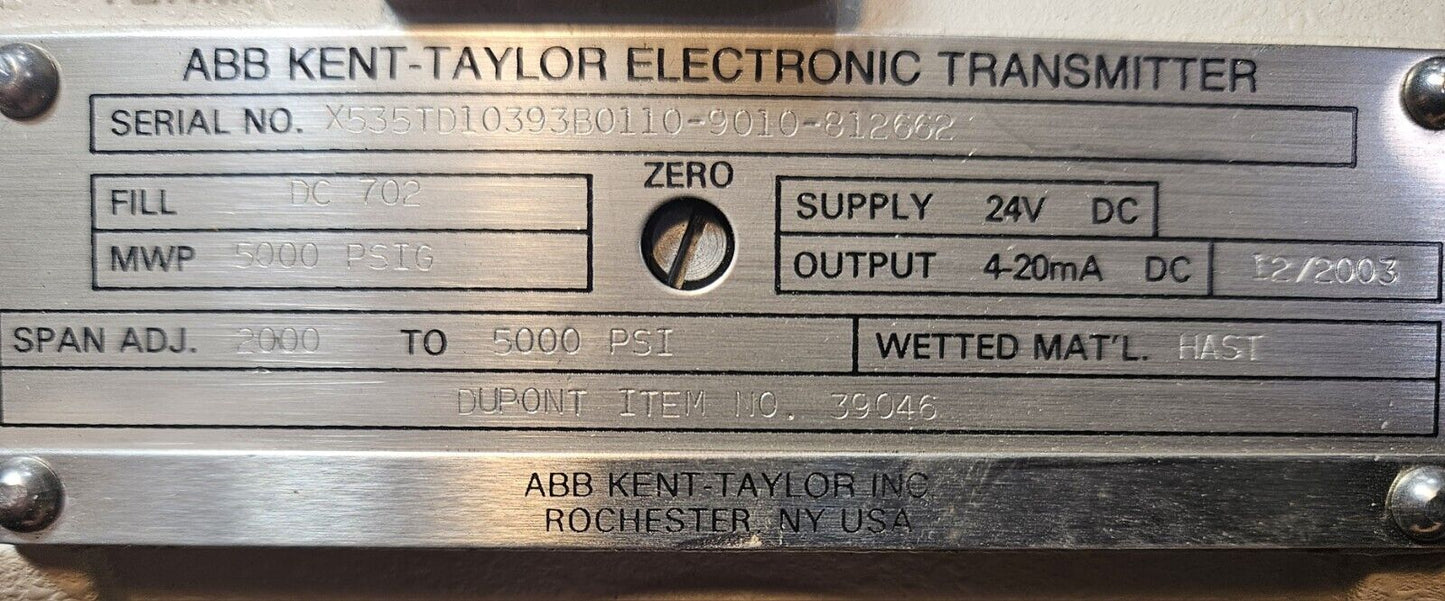 ABB KENT-TAYLOR ELECTRONIC TRANSMITTER
SERIAL NO. X535TD10393B0110-9010-812662
FILL DC 702
ZERO
SUPPLY 24V DC
MWP 5000 PSIG
OUTPUT 4-20mA DC 12/2003
SPAN ADJ. 2000 TO 5000 PSI WETTED MAT'L. HAST
DUPONT ITEM NO. 39046
ABB KENT-TAYLOR INC
ROCHESTER, NY USA